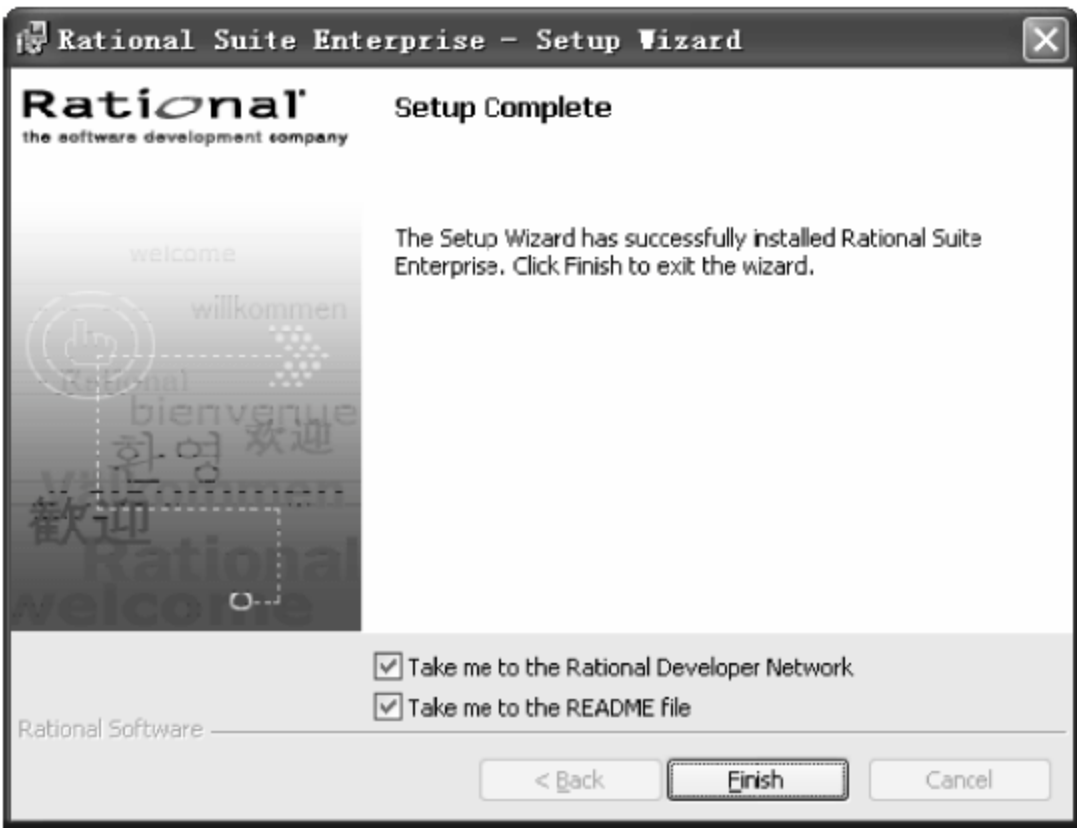 Rational Suite Enterprise - Setup Wizard
Rational
the software development company
Setup Complete
The Setup Wizard has successfully installed Rational Suite
Enterprise. Click Finish to exit the wizard.
welcome
willkommen
Rational
bienvenue
환영 欢迎
Välkommen
歡迎
Rational
welcome
Take me to the Rational Developer Network
Take me to the README file
Rational Software
< Back Finish Cancel